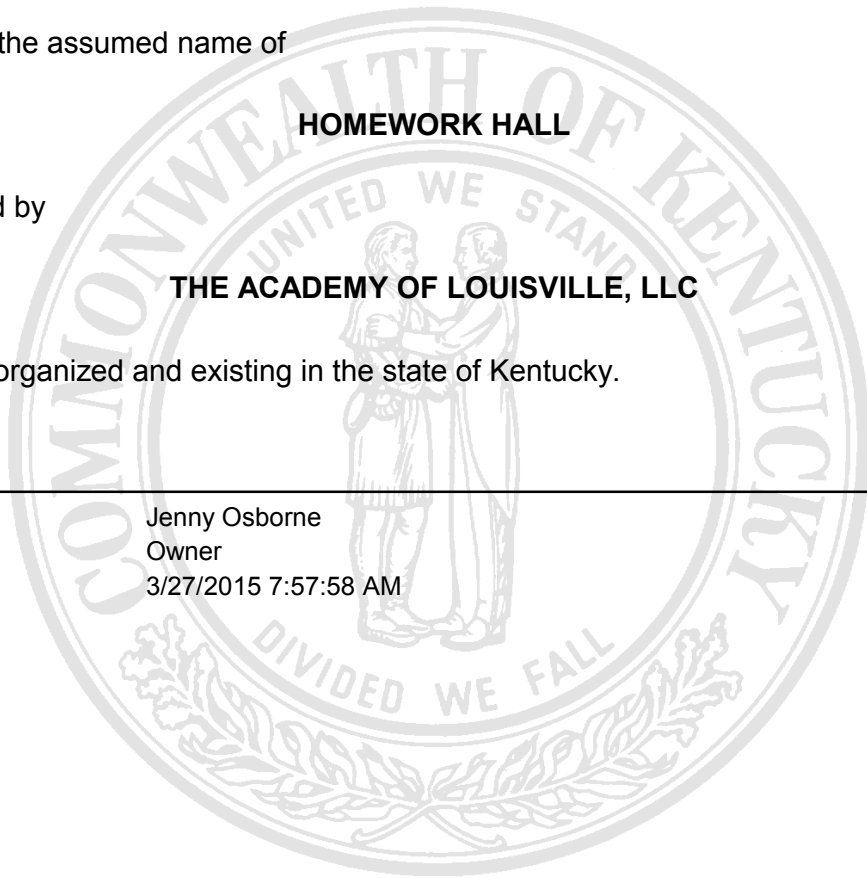 the assumed name of
HOMEWORK HALL
d by
THE ACADEMY OF LOUISVILLE, LLC
organized and existing in the state of Kentucky.
Jenny Osborne
Owner
3/27/2015 7:57:58 AM
COMMONWEALTH OF KENTUCKY
UNITED WE STAND
DIVIDED WE FALL